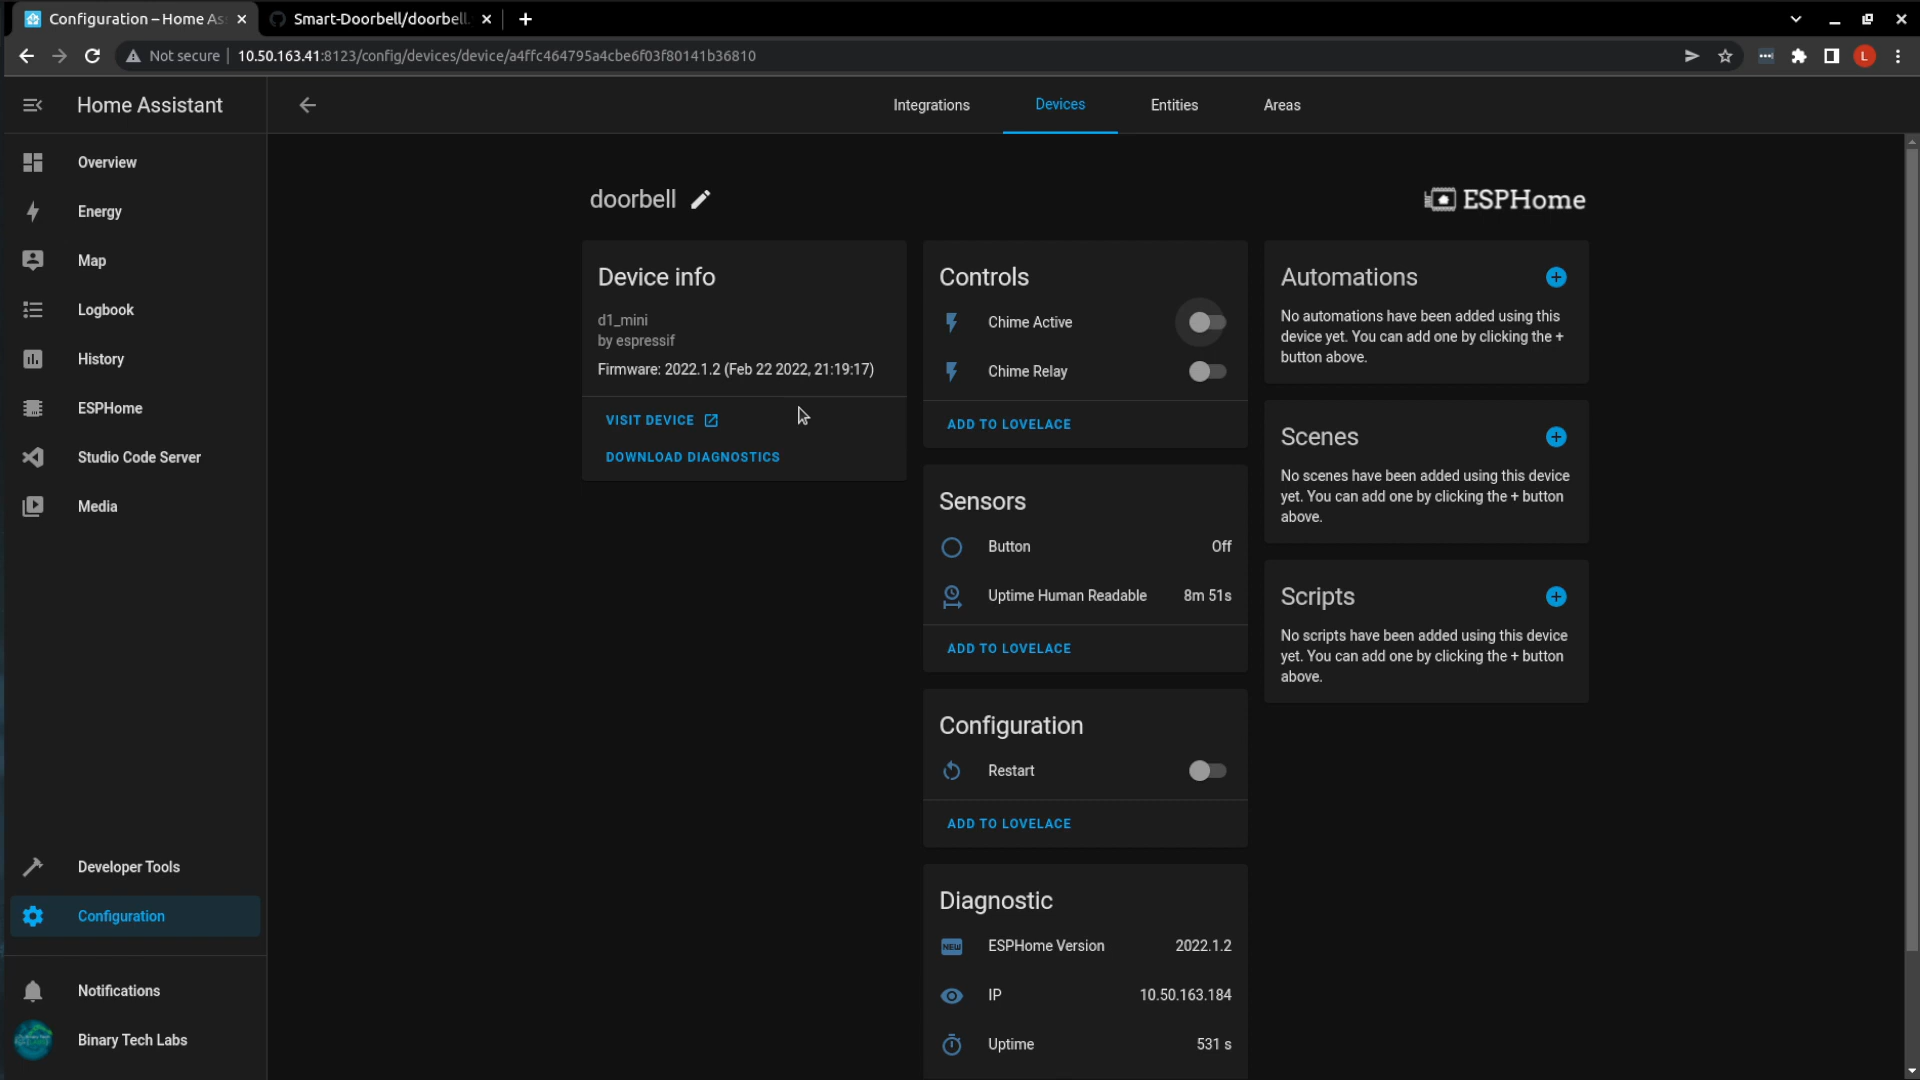 Configuration – Home As
Smart-Doorbell/doorbell.
Not secure
10.50.163.41:8123/config/devices/device/a4ffc464795a4cbe6f03f80141b36810
L
Home Assistant
Integrations
Devices
Entities
Areas
Overview
Energy
Map
Logbook
History
ESPHome
Studio Code Server
Media
Developer Tools
Configuration
Notifications
Binary Tech Labs
doorbell
ESPHome
Device info
d1_mini
by espressif
Firmware: 2022.1.2 (Feb 22 2022, 21:19:17)
VISIT DEVICE
DOWNLOAD DIAGNOSTICS
Controls
Chime Active
Chime Relay
ADD TO LOVELACE
Sensors
Button Off
Uptime Human Readable 8m 51s
ADD TO LOVELACE
Configuration
Restart
ADD TO LOVELACE
Diagnostic
NEW
ESPHome Version 2022.1.2
IP 10.50.163.184
Uptime 531 s
Automations
No automations have been added using this
device yet. You can add one by clicking the +
button above.
Scenes
No scenes have been added using this device
yet. You can add one by clicking the + button
above.
Scripts
No scripts have been added using this device
yet. You can add one by clicking the + button
above.